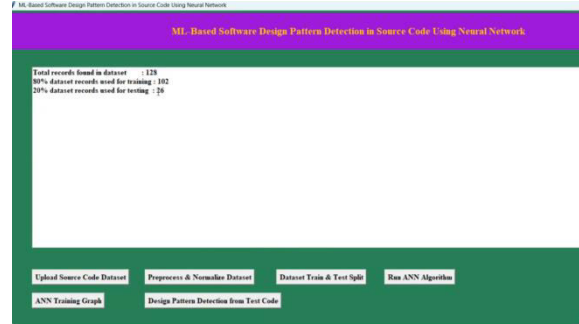 ML-Based Software Design Pattern Detection in Source Code Using Neural Network
ML-Based Software Design Pattern Detection in Source Code Using Neural Network
Total records found in dataset : 128
80% dataset records used for training : 102
20% dataset records used for testing : 26
Upload Source Code Dataset Preprocess & Normalize Dataset Dataset Train & Test Split Run ANN Algorithm
ANN Training Graph Design Pattern Detection from Test Code